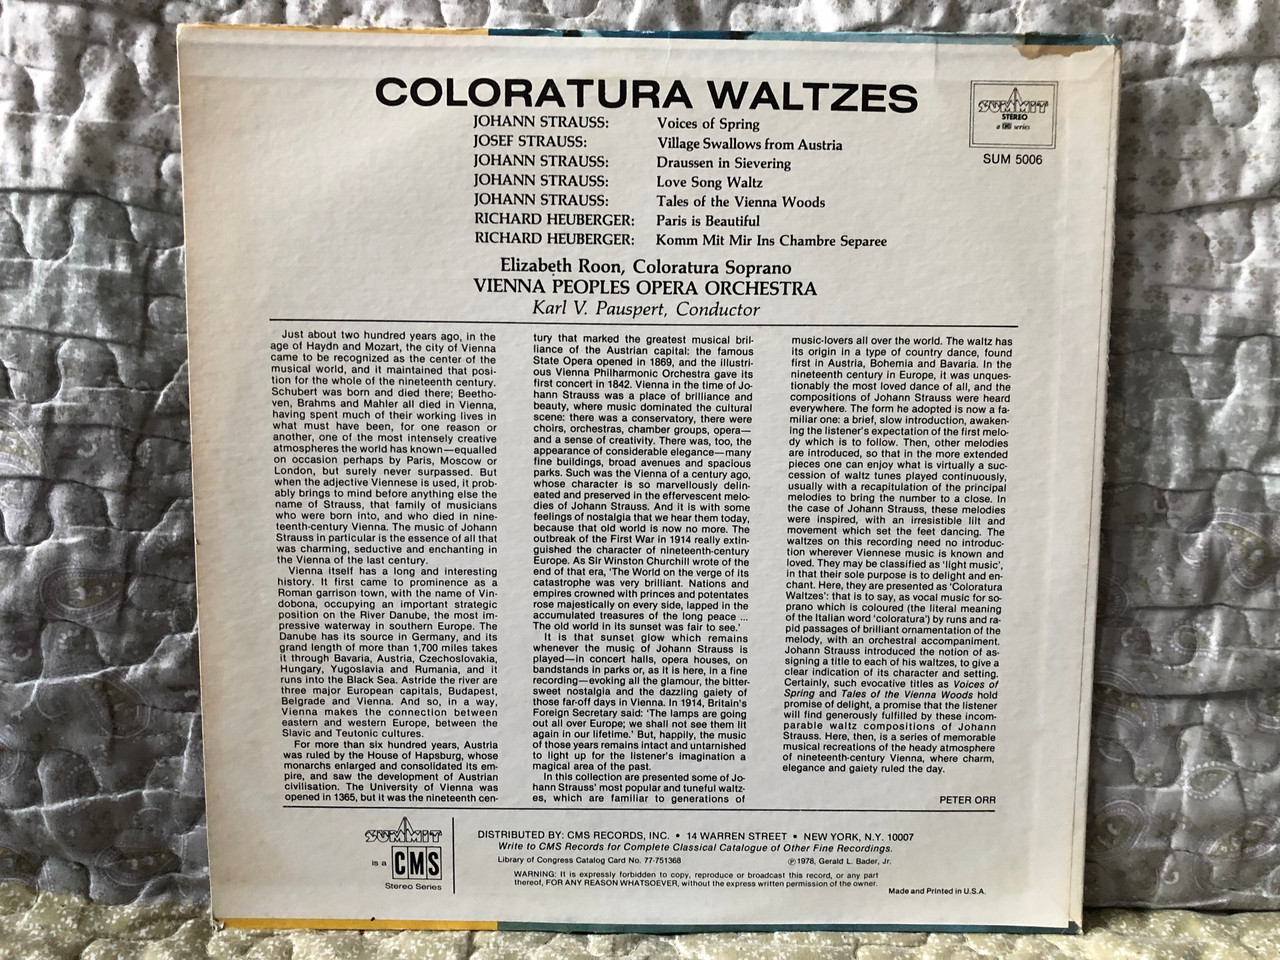 COLORATURA WALTZES
JOHANN STRAUSS: Voices of Spring
JOSEF STRAUSS: Village Swallows from Austria
JOHANN STRAUSS: Draussen in Sievering
JOHANN STRAUSS: Love Song Waltz
JOHANN STRAUSS: Tales of the Vienna Woods
RICHARD HEUBERGER: Paris is Beautiful
RICHARD HEUBERGER: Komm Mit Mir Ins Chambre Separee
SUMMIT
STEREO
a CMS series
SUM 5006
Elizabeth Roon, Coloratura Soprano
VIENNA PEOPLES OPERA ORCHESTRA
Karl V. Pauspert, Conductor
Just about two hundred years ago, in the
age of Haydn and Mozart, the city of Vienna
came to be recognized as the center of the
musical world, and it maintained that posi-
tion for the whole of the nineteenth century.
Schubert was born and died there; Beetho-
ven, Brahms and Mahler all died in Vienna,
having spent much of their working lives in
what must have been, for one reason or
another, one of the most intensely creative
atmospheres the world has known—equalled
on occasion perhaps by Paris, Moscow or
London, but surely never surpassed. But
when the adjective Viennese is used, it prob-
ably brings to mind before anything else the
name of Strauss, that family of musicians
who were born into, and who died in nine-
teenth-century Vienna. The music of Johann
Strauss in particular is the essence of all that
was charming, seductive and enchanting in
the Vienna of the last century.
Vienna itself has a long and interesting
history. It first came to prominence as a
Roman garrison town, with the name of Vin-
dobona, occupying an important strategic
position on the River Danube, the most im-
pressive waterway in southern Europe. The
Danube has its source in Germany, and its
grand length of more than 1,700 miles takes
it through Bavaria, Austria, Czechoslovakia,
Hungary, Yugoslavia and Rumania, and it
runs into the Black Sea. Astride the river are
three major European capitals, Budapest,
Belgrade and Vienna. And so, in a way,
Vienna makes the connection between
eastern and western Europe, between the
Slavic and Teutonic cultures.
For more than six hundred years, Austria
was ruled by the House of Hapsburg, whose
monarchs enlarged and consolidated its em-
pire, and saw the development of Austrian
civilisation. The University of Vienna was
opened in 1365, but it was the nineteenth cen-
tury that marked the greatest musical bril-
liance of the Austrian capital: the famous
State Opera opened in 1869, and the illustri-
ous Vienna Philharmonic Orchestra gave its
first concert in 1842. Vienna in the time of Jo-
hann Strauss was a place of brilliance and
beauty, where music dominated the cultural
scene: there was a conservatory, there were
choirs, orchestras, chamber groups, opera—
and a sense of creativity. There was, too, the
appearance of considerable elegance—many
fine buildings, broad avenues and spacious
parks. Such was the Vienna of a century ago,
whose character is so marvellously delin-
eated and preserved in the effervescent melo-
dies of Johann Strauss. And it is with some
feelings of nostalgia that we hear them today,
because that old world is now no more. The
outbreak of the First War in 1914 really extin-
guished the character of nineteenth-century
Europe. As Sir Winston Churchill wrote of the
end of that era, 'The World on the verge of its
catastrophe was very brilliant. Nations and
empires crowned with princes and potentates
rose majestically on every side, lapped in the
accumulated treasures of the long peace ...
The old world in its sunset was fair to see.'
It is that sunset glow which remains
whenever the music of Johann Strauss is
played—in concert halls, opera houses, on
bandstands in parks or, as it is here, in a fine
recording—evoking all the glamour, the bitter-
sweet nostalgia and the dazzling gaiety of
those far-off days in Vienna. In 1914, Britain's
Foreign Secretary said: 'The lamps are going
out all over Europe; we shall not see them lit
again in our lifetime.' But, happily, the music
of those years remains intact and untarnished
to light up for the listener's imagination a
magical area of the past.
In this collection are presented some of Jo-
hann Strauss' most popular and tuneful waltz-
es, which are familiar to generations of
music-lovers all over the world. The waltz has
its origin in a type of country dance, found
first in Austria, Bohemia and Bavaria. In the
nineteenth century in Europe, it was unques-
tionably the most loved dance of all, and the
compositions of Johann Strauss were heard
everywhere. The form he adopted is now a fa-
miliar one: a brief, slow introduction, awaken-
ing the listener's expectation of the first melo-
dy which is to follow. Then, other melodies
are introduced, so that in the more extended
pieces one can enjoy what is virtually a suc-
cession of waltz tunes played continuously,
usually with a recapitulation of the principal
melodies to bring the number to a close. In
the case of Johann Strauss, these melodies
were inspired, with an irresistible lilt and
movement which set the feet dancing. The
waltzes on this recording need no introduc-
tion wherever Viennese music is known and
loved. They may be classified as 'light music',
in that their sole purpose is to delight and en-
chant. Here, they are presented as 'Coloratura
Waltzes': that is to say, as vocal music for so-
prano which is coloured (the literal meaning
of the Italian word 'coloratura') by runs and ra-
pid passages of brilliant ornamentation of the
melody, with an orchestral accompaniment.
Johann Strauss introduced the notion of as-
signing a title to each of his waltzes, to give a
clear indication of its character and setting.
Certainly, such evocative titles as Voices of
Spring and Tales of the Vienna Woods hold
promise of delight, a promise that the listener
will find generously fulfilled by these incom-
parable waltz compositions of Johann
Strauss. Here, then, is a series of memorable
musical recreations of the heady atmosphere
of nineteenth-century Vienna, where charm,
elegance and gaiety ruled the day.
PETER ORR
SUMMIT
is a CMS
Stereo Series
DISTRIBUTED BY: CMS RECORDS, INC. • 14 WARREN STREET • NEW YORK, N.Y. 10007
Write to CMS Records for Complete Classical Catalogue of Other Fine Recordings.
Library of Congress Catalog Card No. 77-751368 ℗1978, Gerald L. Bader, Jr.
WARNING: It is expressly forbidden to copy, reproduce or broadcast this record, or any part
thereof, FOR ANY REASON WHATSOEVER, without the express written permission of the owner.
Made and Printed in U.S.A.